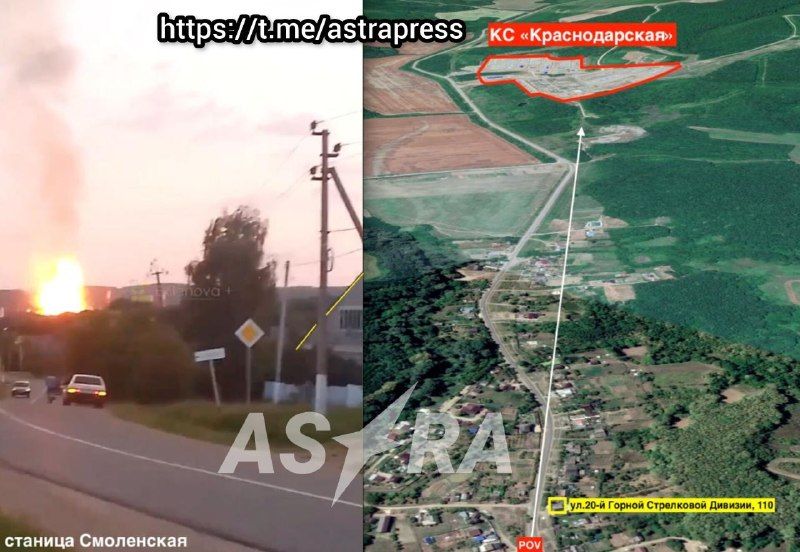 https://t.me/astrapress
КС «Краснодарская»
ASTRA
ул.20-й Горной Стрелковой Дивизии, 110
станица Смоленская
POV